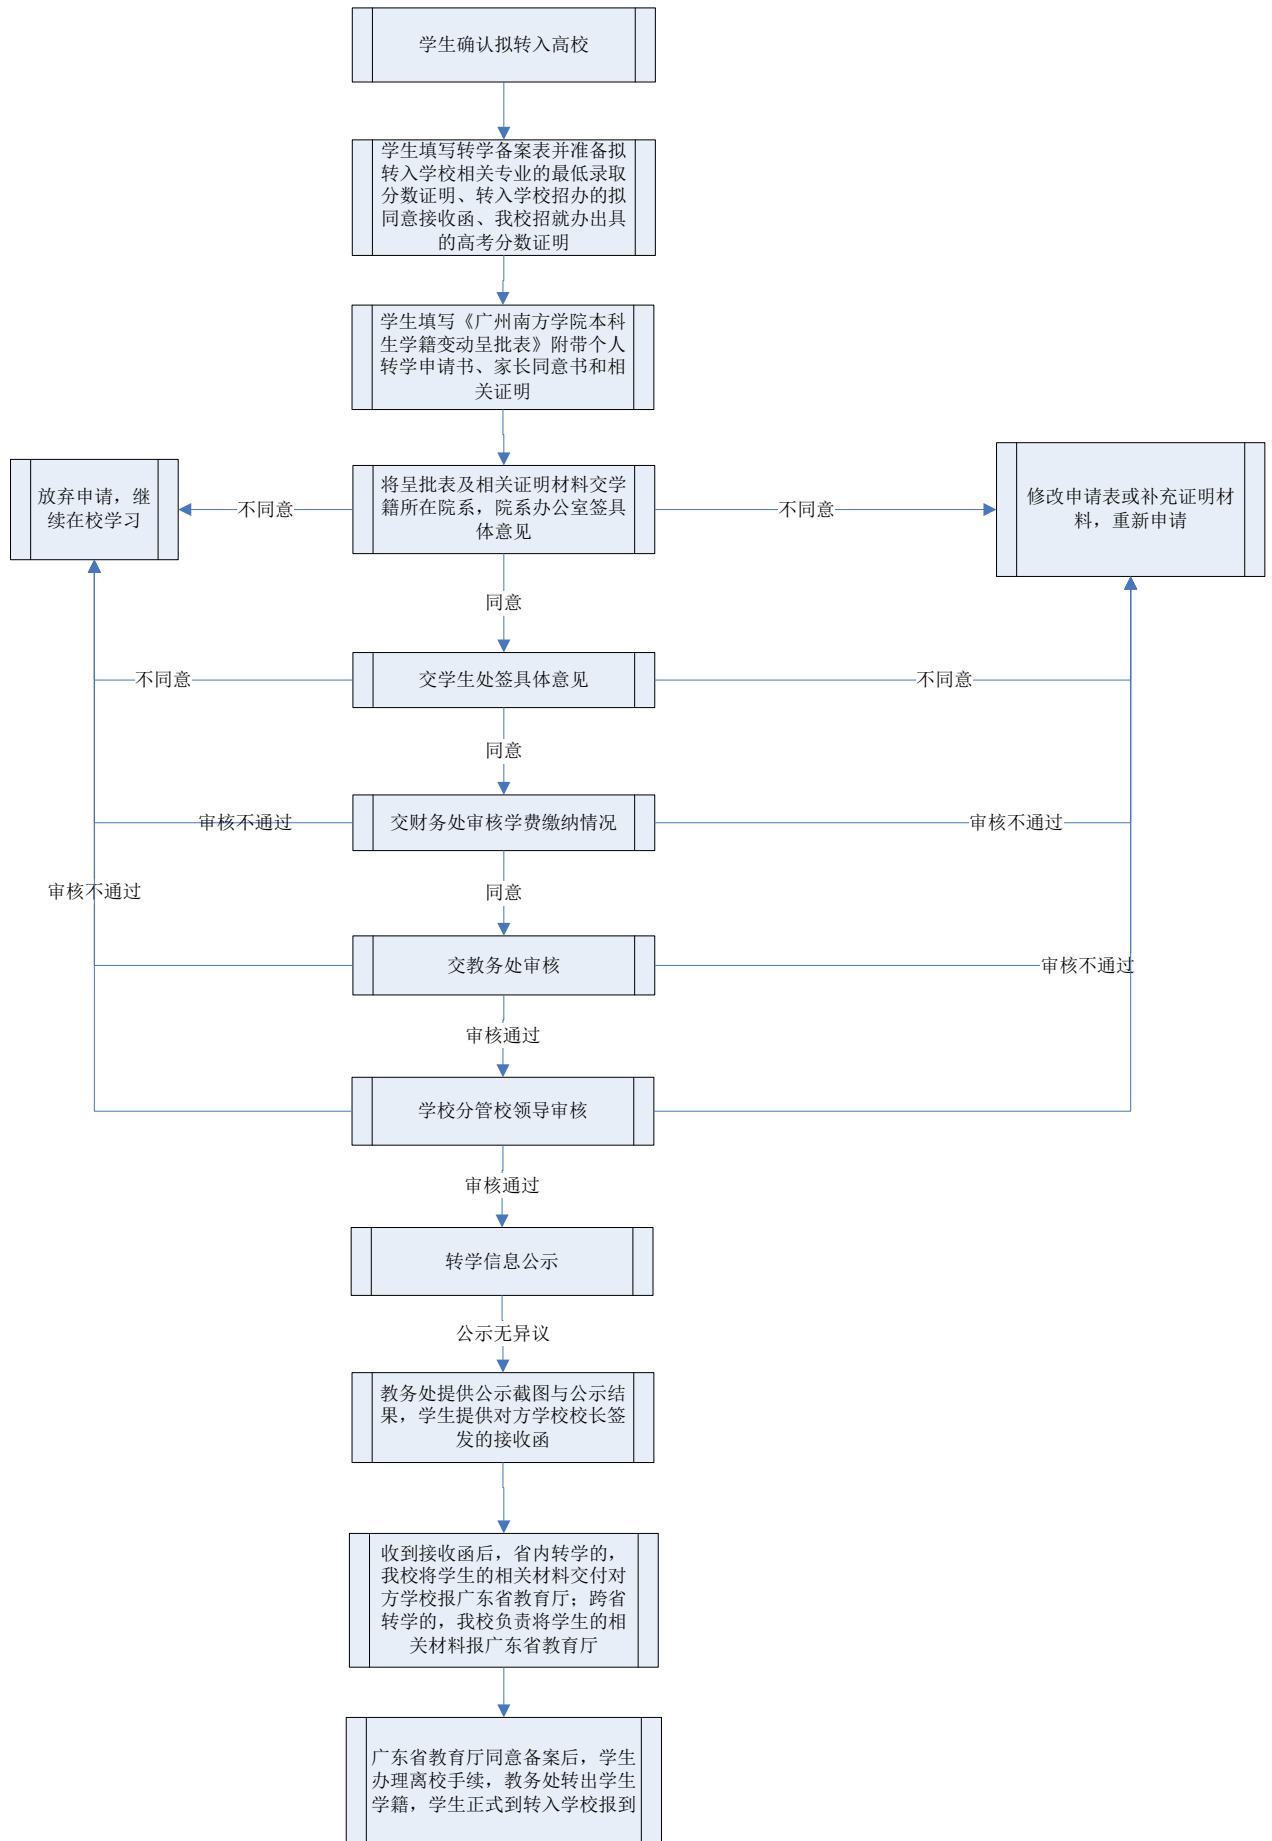 学生确认拟转入高校
学生填写转学备案表并准备拟
转入学校相关专业的最低录取
分数证明、转入学校招办的拟
同意接收函、我校招就办出具
的高考分数证明
学生填写《广州南方学院本科
生学籍变动呈批表》附带个人
转学申请书、家长同意书和相
关证明
放弃申请，继
续在校学习
不同意
将呈批表及相关证明材料交学
籍所在院系，院系办公室签具
体意见
不同意
修改申请表或补充证明材
料，重新申请
同意
不同意
交学生处签具体意见
不同意
同意
审核不通过
交财务处审核学费缴纳情况
审核不通过
审核不通过
同意
交教务处审核
审核不通过
审核通过
学校分管校领导审核
审核通过
转学信息公示
公示无异议
教务处提供公示截图与公示结
果，学生提供对方学校校长签
发的接收函
收到接收函后，省内转学的，
我校将学生的相关材料交付对
方学校报广东省教育厅；跨省
转学的，我校负责将学生的相
关材料报广东省教育厅
广东省教育厅同意备案后，学生
办理离校手续，教务处转出学生
学籍，学生正式到转入学校报到